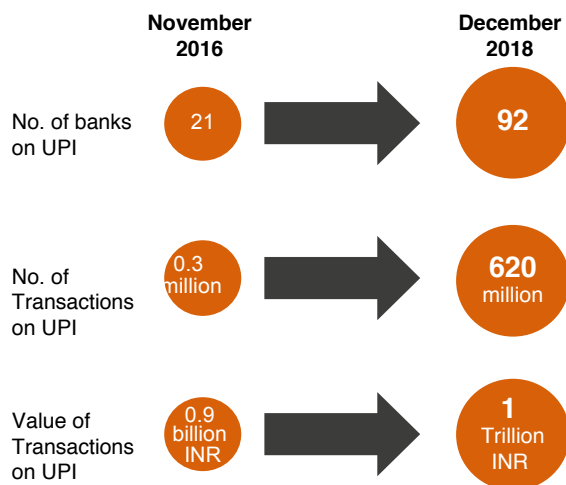 November
2016
December
2018
No. of banks
on UPI
21
92
No. of
Transactions
on UPI
0.3
million
620
million
Value of
Transactions
on UPI
0.9
billion
INR
1
Trillion
INR